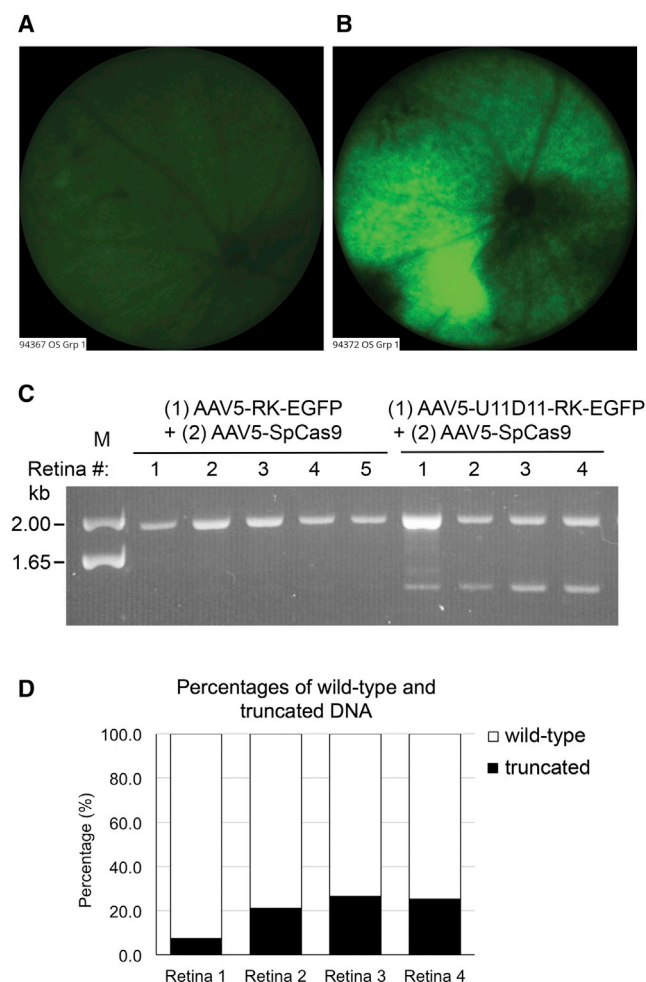 A
B
94367 OS Grp 1
94372 OS Grp 1
C
(1) AAV5-RK-EGFP
+ (2) AAV5-SpCas9
(1) AAV5-U11D11-RK-EGFP
+ (2) AAV5-SpCas9
M
Retina #: 1 2 3 4 5 1 2 3 4
kb
2.00
1.65
D
Percentages of wild-type and
truncated DNA
100.0
80.0
60.0
40.0
20.0
0.0
Percentage (%)
wild-type
truncated
Retina 1 Retina 2 Retina 3 Retina 4